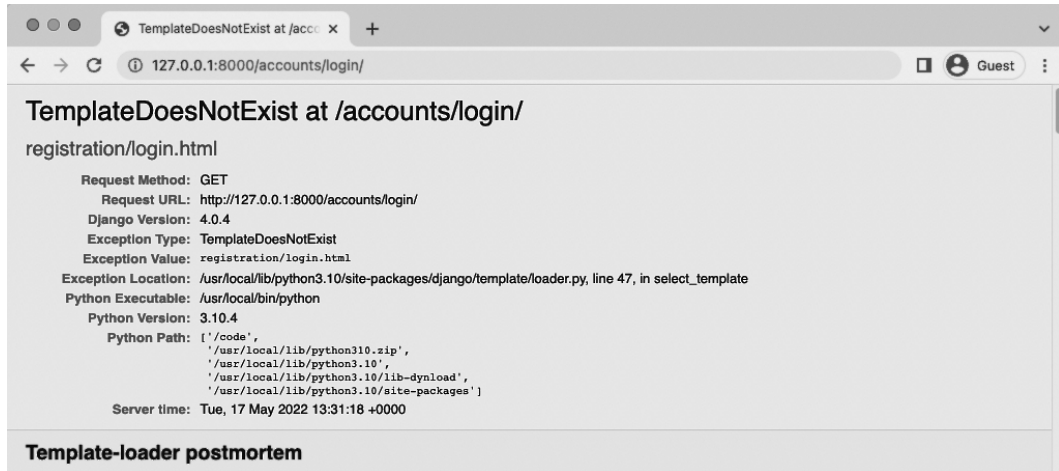 TemplateDoesNotExist at /acco
127.0.0.1:8000/accounts/login/
Guest
TemplateDoesNotExist at /accounts/login/
registration/login.html
Request Method: GET
Request URL: http://127.0.0.1:8000/accounts/login/
Django Version: 4.0.4
Exception Type: TemplateDoesNotExist
Exception Value: registration/login.html
Exception Location: /usr/local/lib/python3.10/site-packages/django/template/loader.py, line 47, in select_template
Python Executable: /usr/local/bin/python
Python Version: 3.10.4
Python Path: ['/code',
'/usr/local/lib/python310.zip',
'/usr/local/lib/python3.10',
'/usr/local/lib/python3.10/lib-dynload',
'/usr/local/lib/python3.10/site-packages']
Server time: Tue, 17 May 2022 13:31:18 +0000
Template-loader postmortem